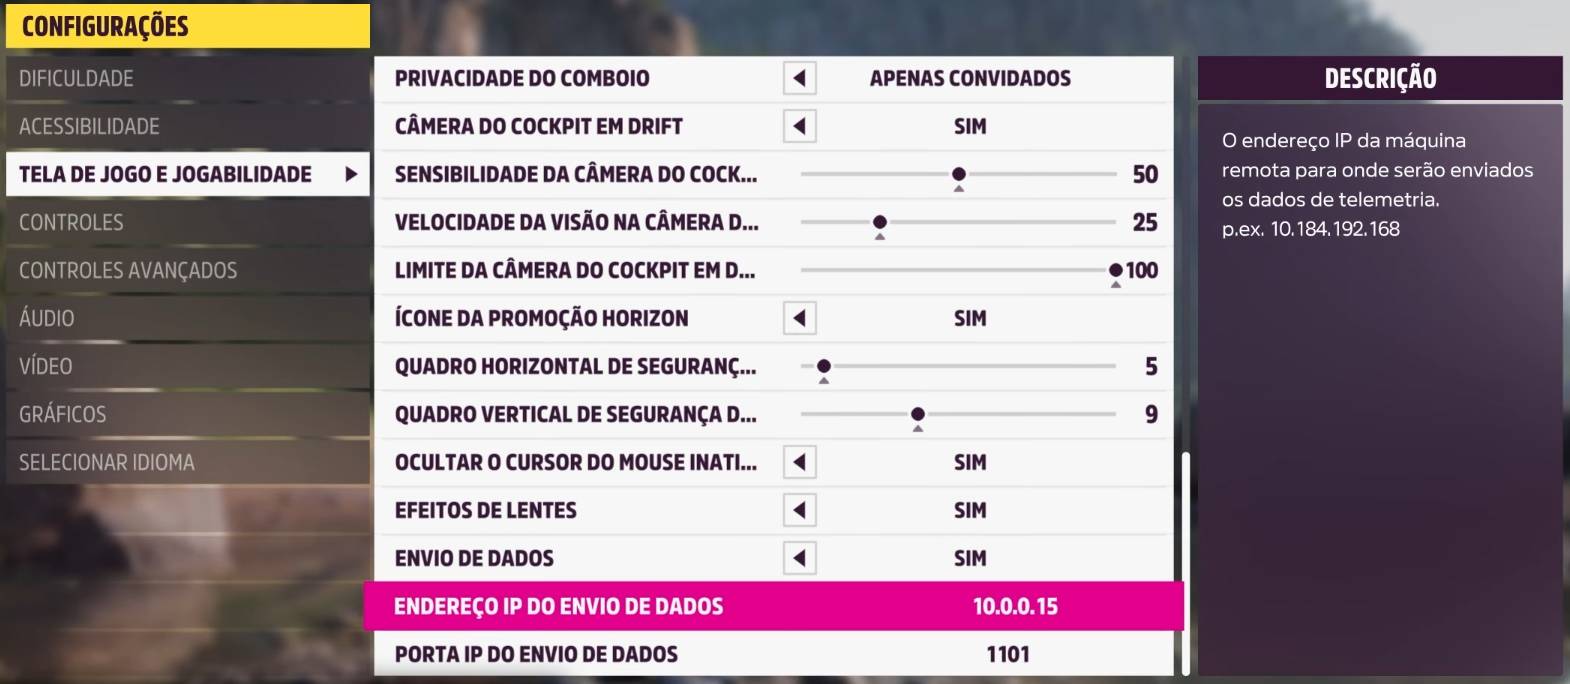 CONFIGURAÇÕES
DIFICULDADE
ACESSIBILIDADE
TELA DE JOGO E JOGABILIDADE
CONTROLES
CONTROLES AVANÇADOS
ÁUDIO
VÍDEO
GRÁFICOS
SELECIONAR IDIOMA
PRIVACIDADE DO COMBOIO APENAS CONVIDADOS
CÂMERA DO COCKPIT EM DRIFT SIM
SENSIBILIDADE DA CÂMERA DO COCK... 50
VELOCIDADE DA VISÃO NA CÂMERA D... 25
LIMITE DA CÂMERA DO COCKPIT EM D... 100
ÍCONE DA PROMOÇÃO HORIZON SIM
QUADRO HORIZONTAL DE SEGURANÇ... 5
QUADRO VERTICAL DE SEGURANÇA D... 9
OCULTAR O CURSOR DO MOUSE INATI... SIM
EFEITOS DE LENTES SIM
ENVIO DE DADOS SIM
ENDEREÇO IP DO ENVIO DE DADOS 10.0.0.15
PORTA IP DO ENVIO DE DADOS 1101
DESCRIÇÃO
O endereço IP da máquina
remota para onde serão enviados
os dados de telemetria.
p.ex. 10.184.192.168